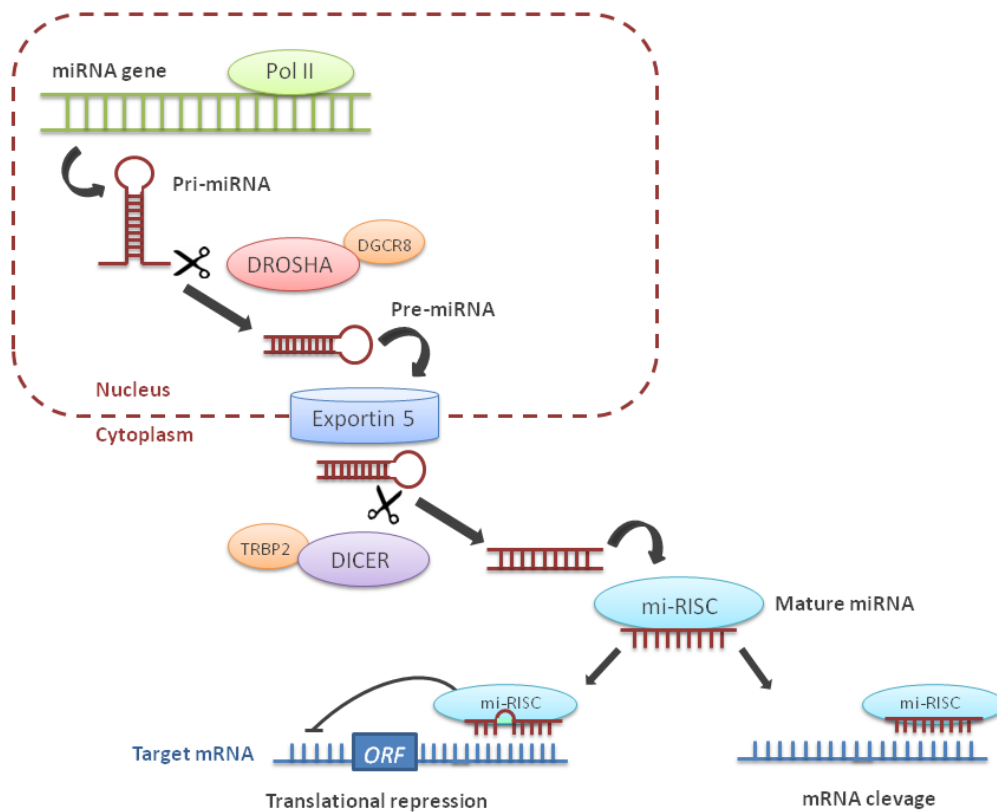 miRNA gene
Pol II
Pri-miRNA
DROSHA
DGCR8
Pre-miRNA
Nucleus
Exportin 5
Cytoplasm
TRBP2
DICER
mi-RISC
Mature miRNA
mi-RISC
mi-RISC
Target mRNA
ORF
Translational repression
mRNA clevage